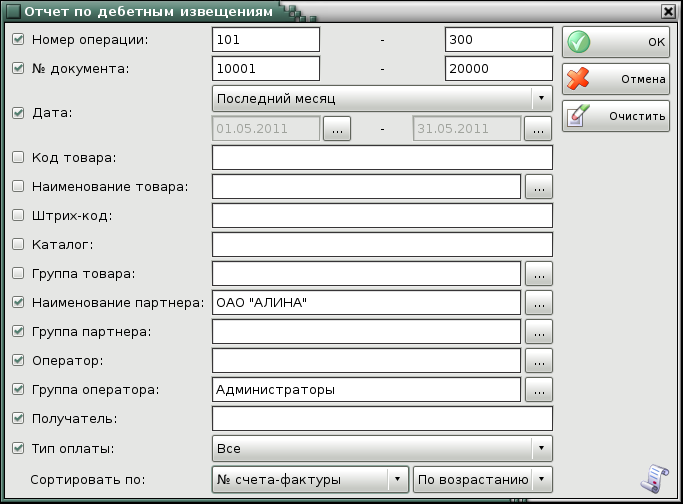 Отчет по дебетным извещениям
Номер операции: 101 - 300 OK
№ документа: 10001 - 20000 Отмена
Последний месяц Очистить
Дата:
01.05.2011 ... - 31.05.2011 ...
Код товара:
Наименование товара: ...
Штрих-код:
Каталог:
Группа товара: ...
Наименование партнера: ОАО "АЛИНА" ...
Группа партнера: ...
Оператор: ...
Группа оператора: Администраторы ...
Получатель:
Тип оплаты: Все
Сортировать по: № счета-фактуры По возрастанию